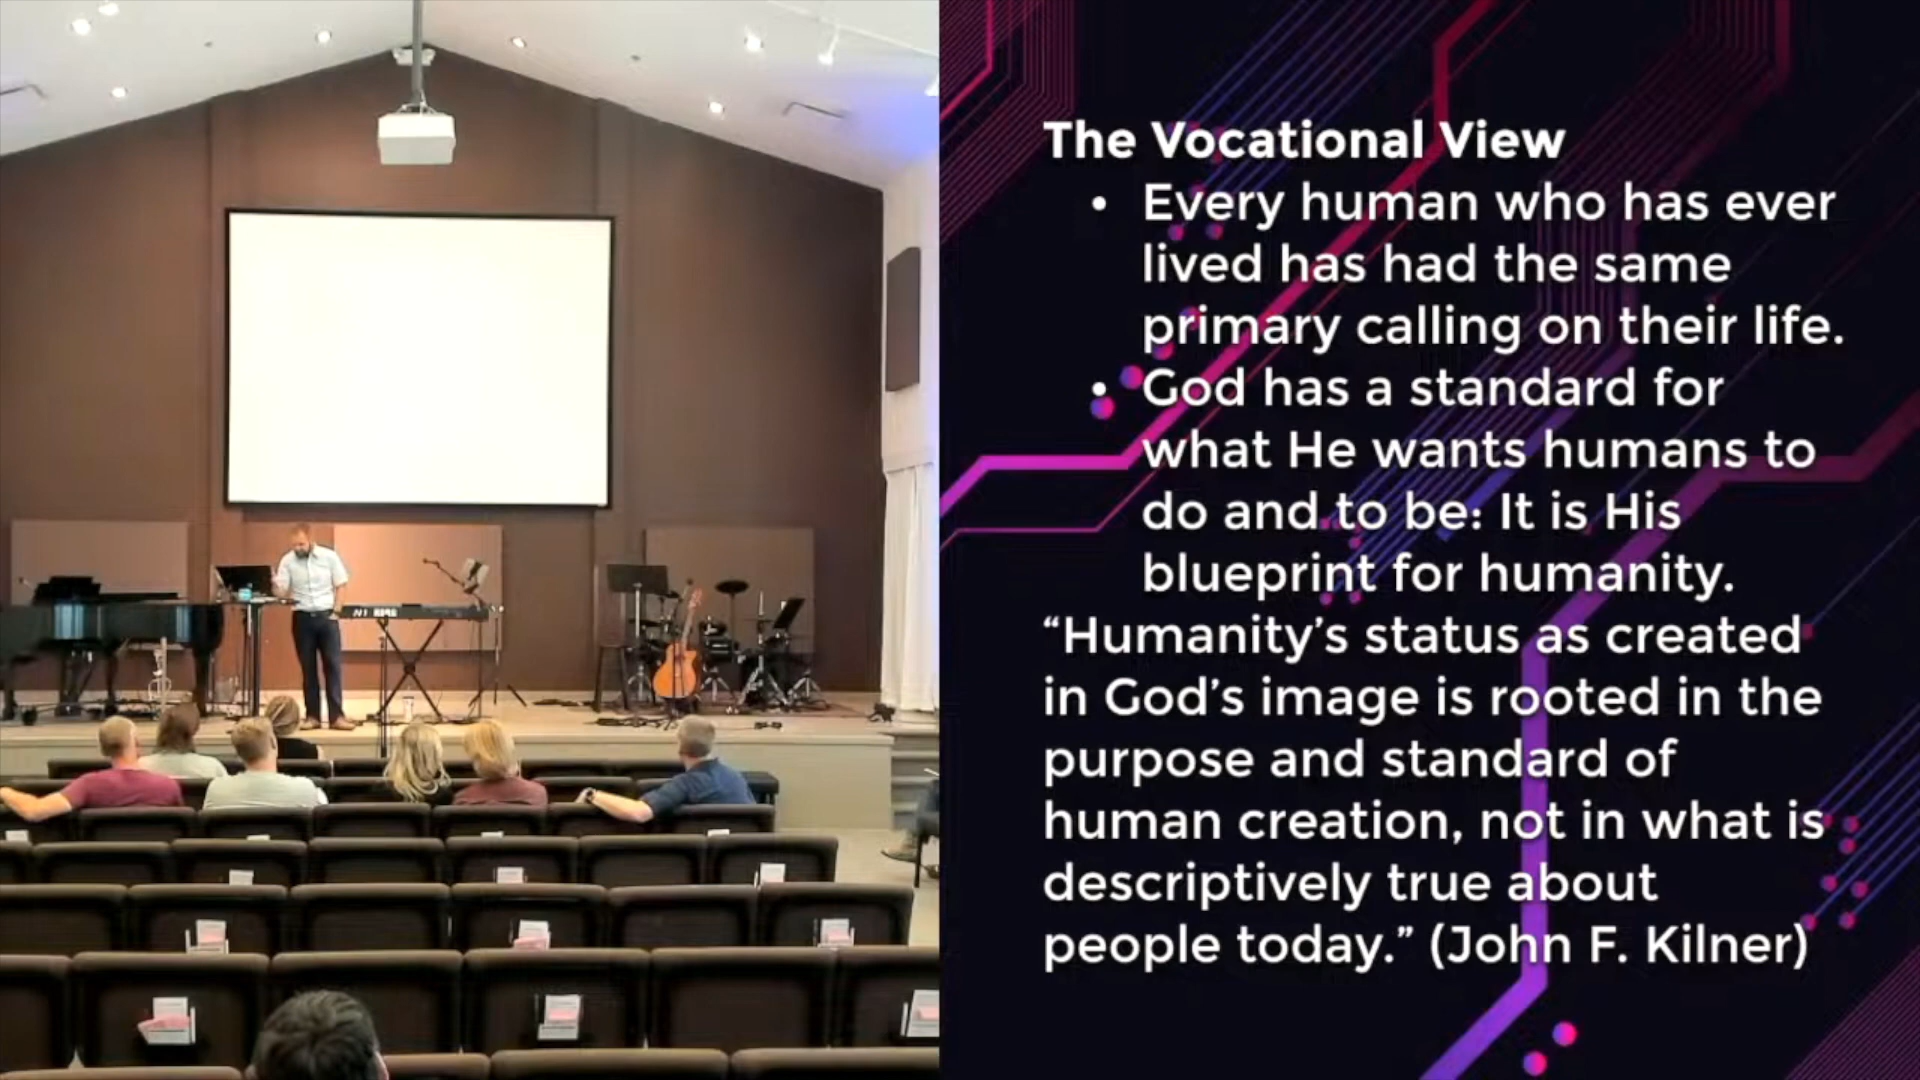 The Vocational View
• Every human who has ever
lived has had the same
primary calling on their life.
• God has a standard for
what He wants humans to
do and to be: It is His
blueprint for humanity.
“Humanity’s status as created
in God’s image is rooted in the
purpose and standard of
human creation, not in what is
descriptively true about
people today.” (John F. Kilner)